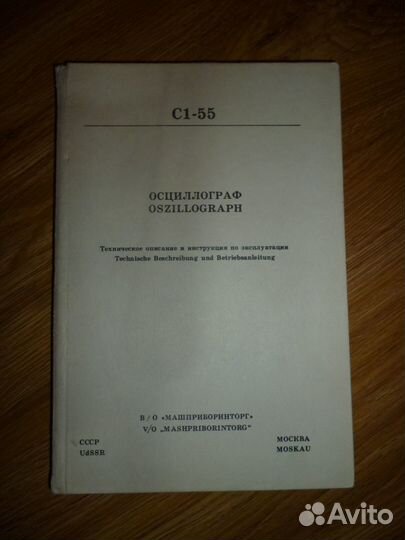 С1-55
ОСЦИЛЛОГРАФ
OSZILLOGRAPH
Техническое описание и инструкция по эксплуатации
Technische Beschreibung und Betriebsanleitung
В/О «МАШПРИБОРИНТОРГ»
V/O „MASHPRIBORINTORG"
СССР МОСКВА
UdSSR MOSKAU
Avito